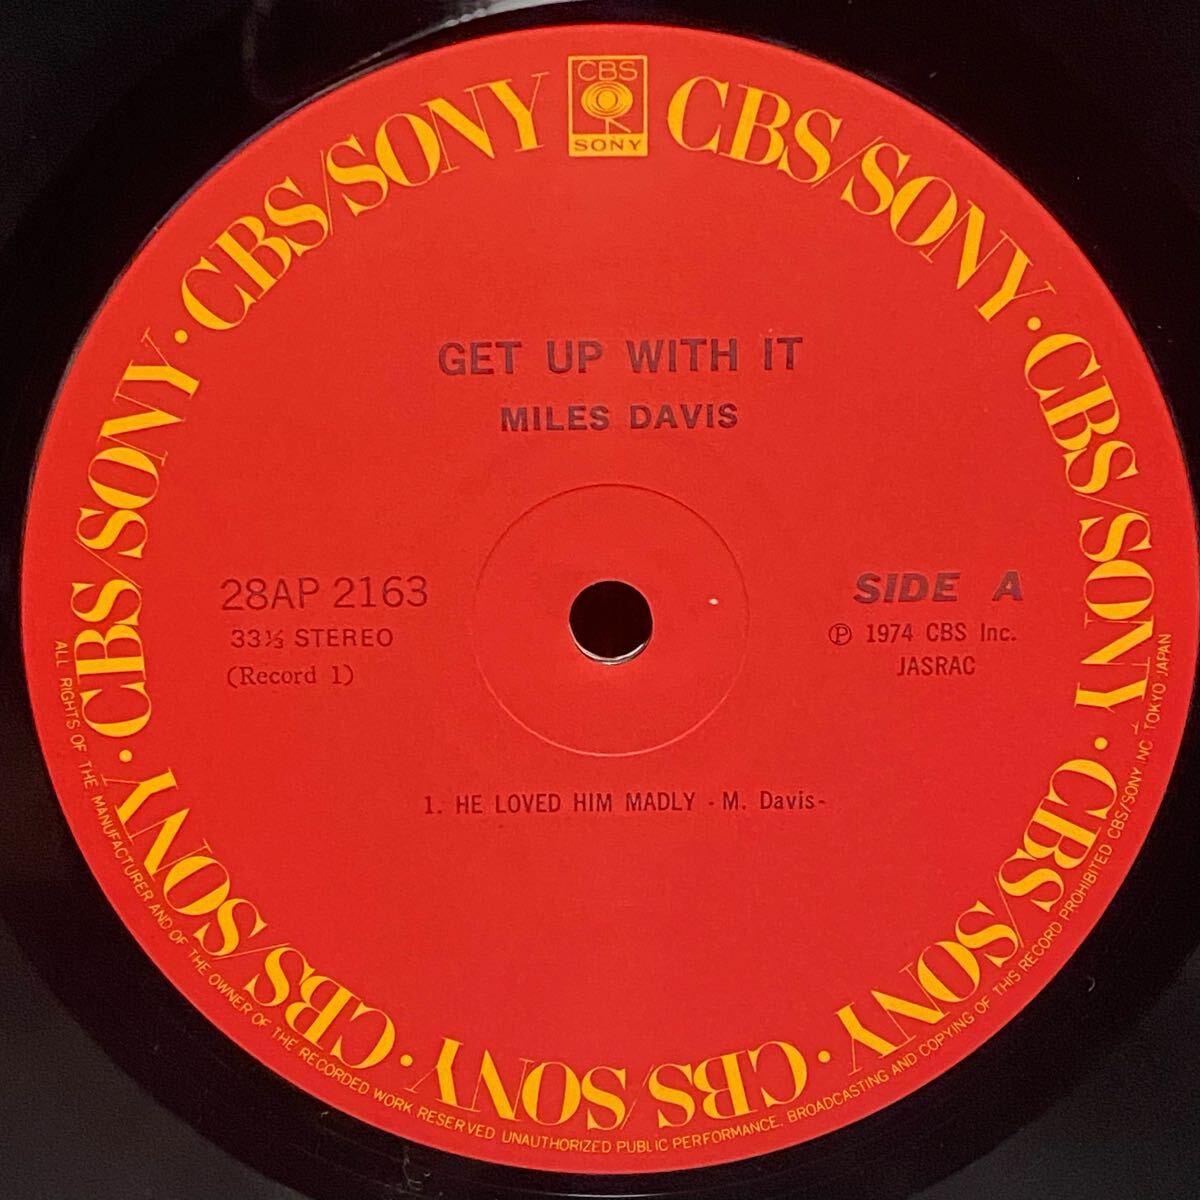 CBS
SONY
CBS/SONY · CBS/SONY · CBS/SONY · CBS/SONY · CBS/SONY · CBS/SONY · CBS/SONY · CBS/SONY
GET UP WITH IT
MILES DAVIS
28AP 2163
33⅓ STEREO
(Record 1)
SIDE A
Ⓟ 1974 CBS Inc.
JASRAC
1. HE LOVED HIM MADLY - M. Davis -
ALL RIGHTS OF THE MANUFACTURER AND OF THE OWNER OF THE RECORDED WORK RESERVED UNAUTHORIZED PUBLIC PERFORMANCE. BROADCASTING AND COPYING OF THIS RECORD PROHIBITED CBS/SONY INC TOKYO JAPAN